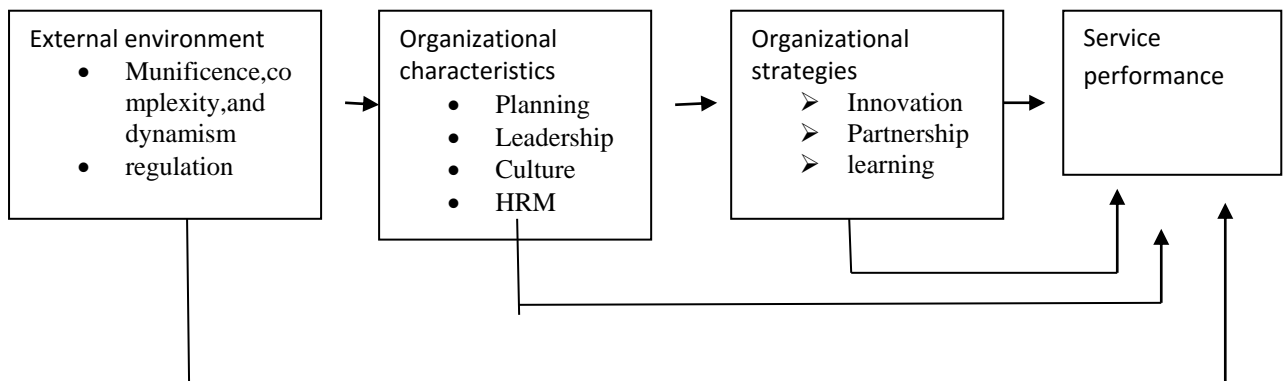 External environment
• Munificence,co
mplexity,and
dynamism
• regulation
Organizational
characteristics
• Planning
• Leadership
• Culture
• HRM
Organizational
strategies
➢ Innovation
➢ Partnership
➢ learning
Service
performance